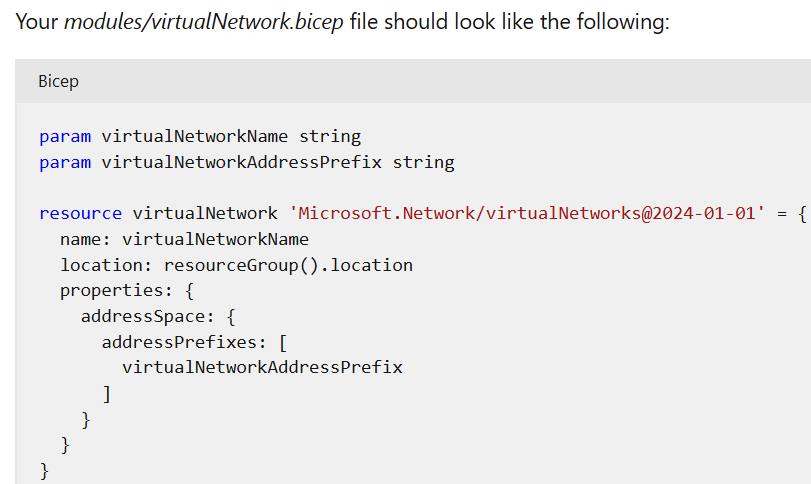 Your modules/virtualNetwork.bicep file should look like the following:
Bicep
param virtualNetworkName string
param virtualNetworkAddressPrefix string
resource virtualNetwork 'Microsoft.Network/virtualNetworks@2024-01-01' = {
  name: virtualNetworkName
  location: resourceGroup().location
  properties: {
    addressSpace: {
      addressPrefixes: [
        virtualNetworkAddressPrefix
      ]
    }
  }
}